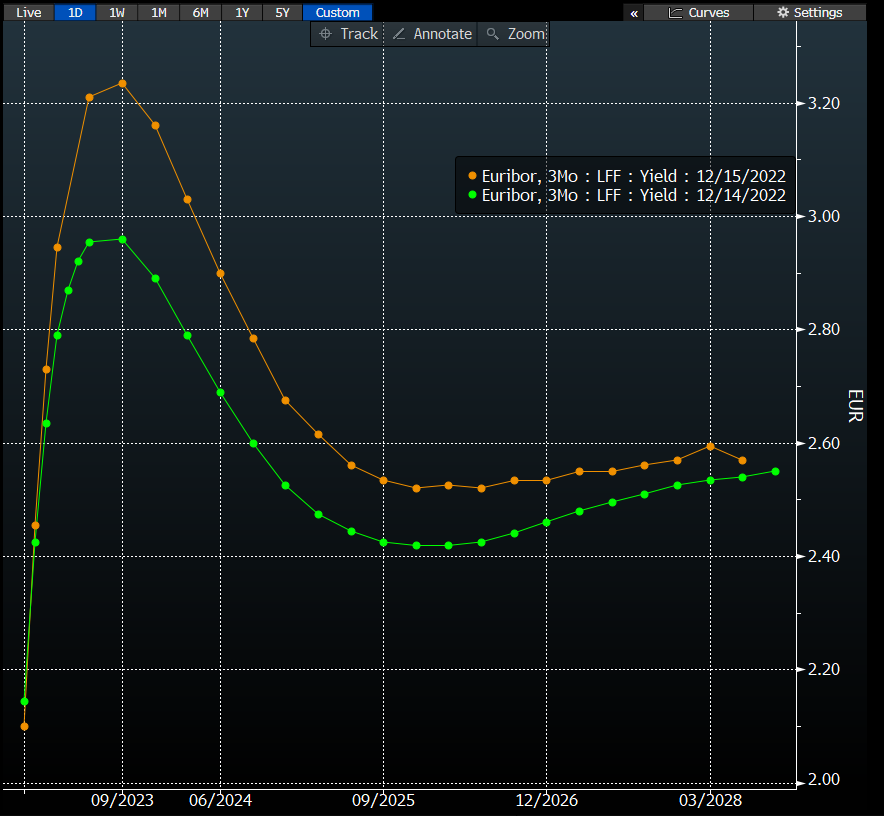 Live 1D 1W 1M 6M 1Y 5Y Custom « Curves Settings
Track Annotate Zoom
3.20
Euribor, 3Mo : LFF : Yield : 12/15/2022
Euribor, 3Mo : LFF : Yield : 12/14/2022
3.00
2.80
EUR
2.60
2.40
2.20
2.00
09/2023 06/2024 09/2025 12/2026 03/2028